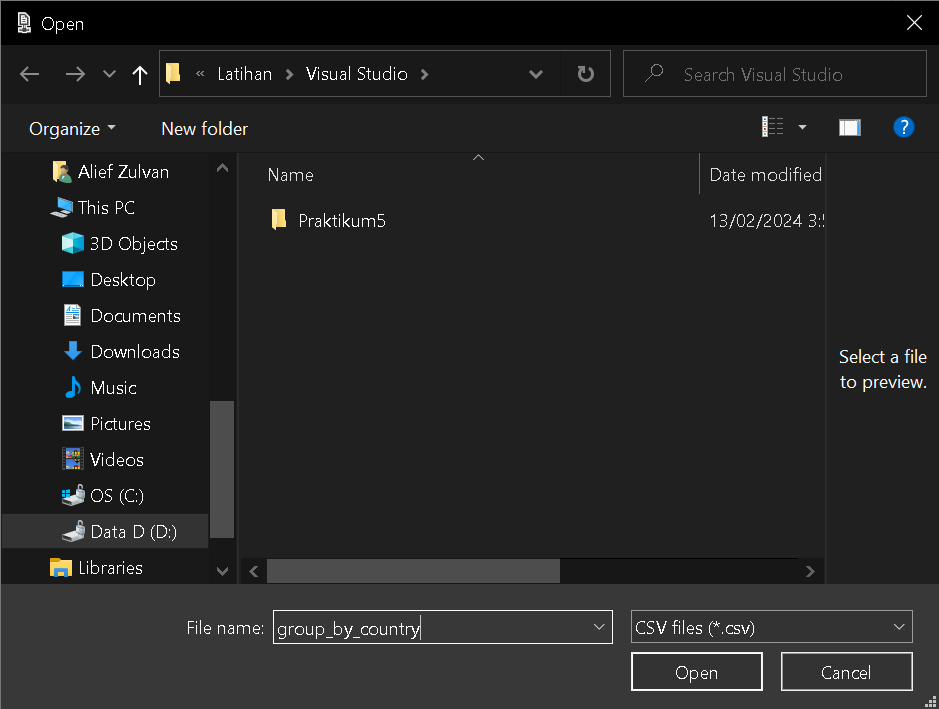 Open
« Latihan > Visual Studio >
Search Visual Studio
Organize
New folder
?
Alief Zulvan
This PC
3D Objects
Desktop
Documents
Downloads
Music
Pictures
Videos
OS (C:)
Data D (D:)
Libraries
Name
Date modified
Praktikum5
13/02/2024 3:5
Select a file
to preview.
File name:
group_by_country
CSV files (*.csv)
Open
Cancel